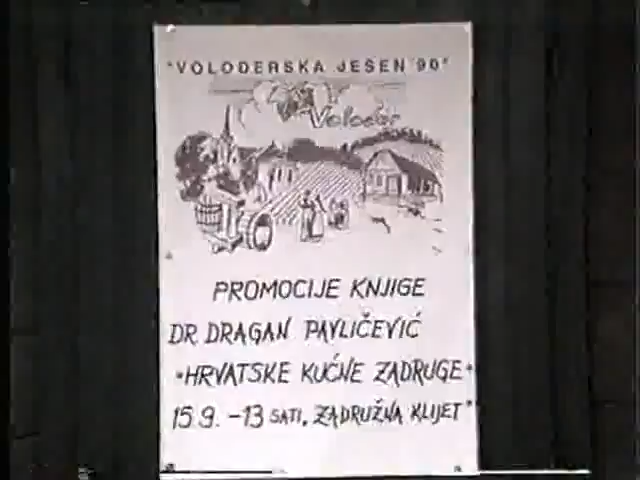 "VOLODERSKA JESEN 90"
Voloder
PROMOCIJE KNJIGE
DR DRAGAN PAVLIČEVIĆ
"HRVATSKE KUĆNE ZADRUGE"
15.9. -13 SATI, ZADRUŽNA KLIJET"